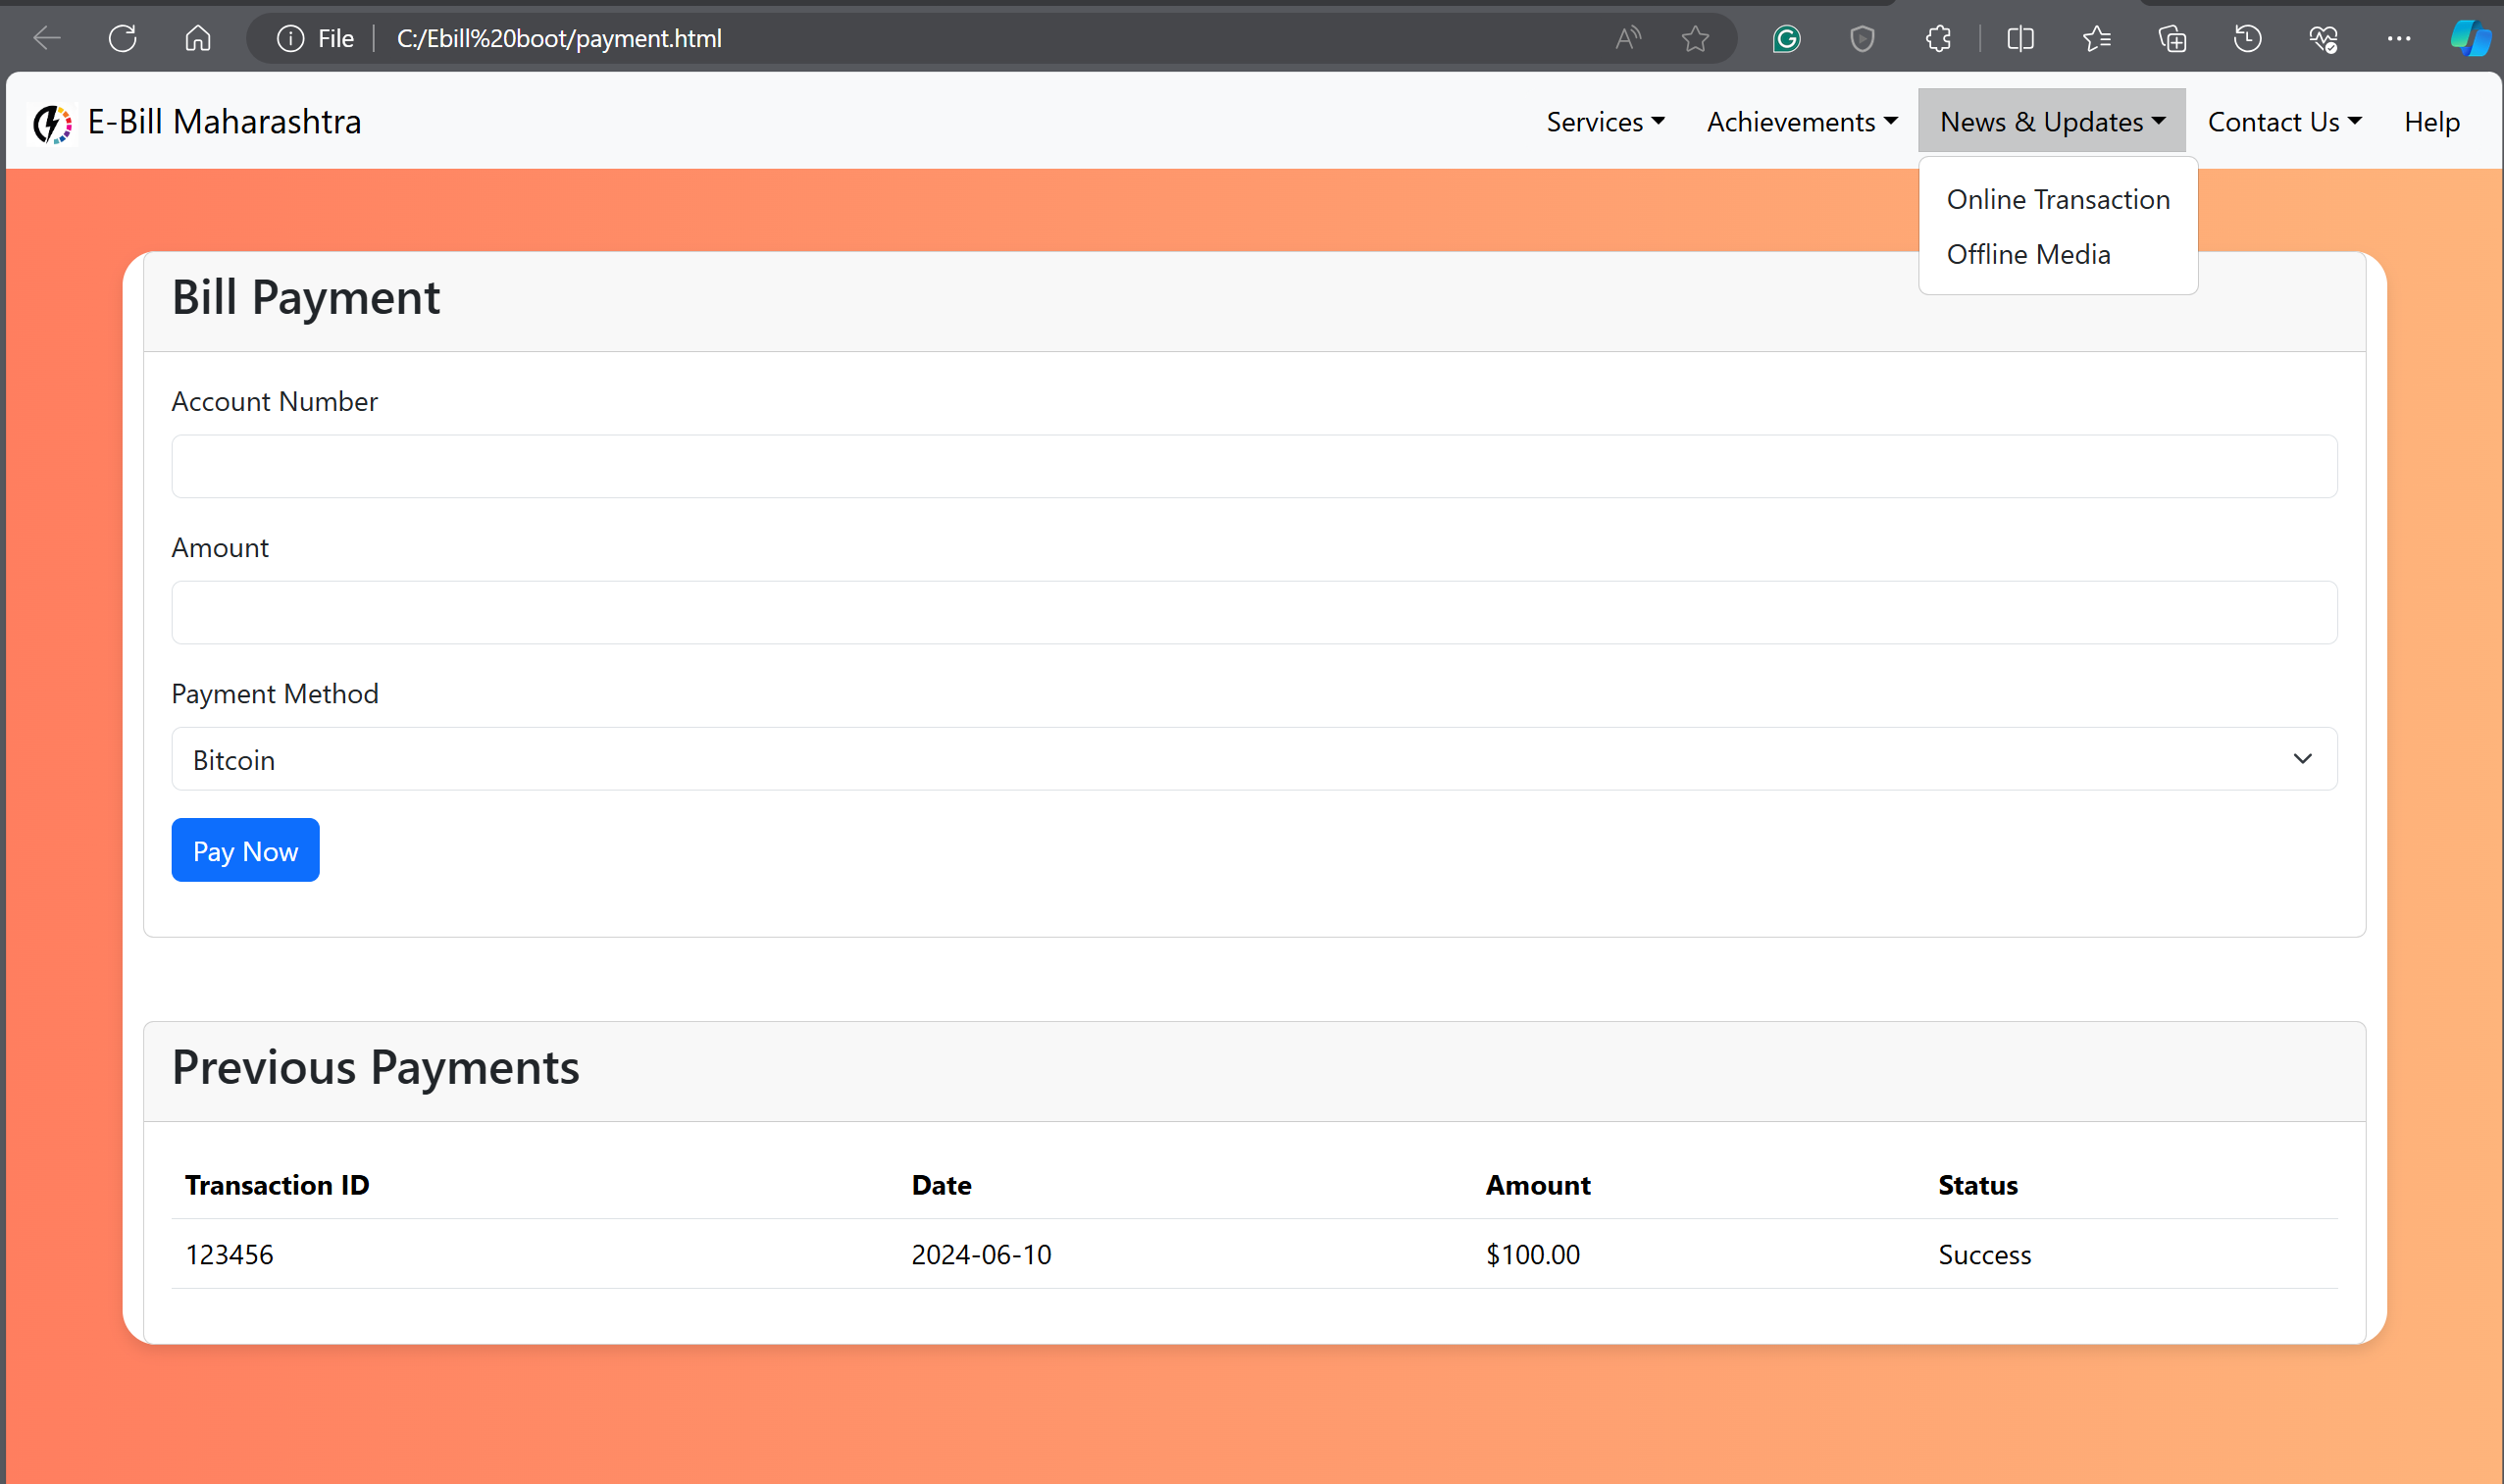 File C:/Ebill%20boot/payment.html
E-Bill Maharashtra Services Achievements News & Updates Contact Us Help
Online Transaction
Offline Media
Bill Payment
Account Number
Amount
Payment Method
Bitcoin
Pay Now
Previous Payments
Transaction ID Date Amount Status
123456 2024-06-10 $100.00 Success